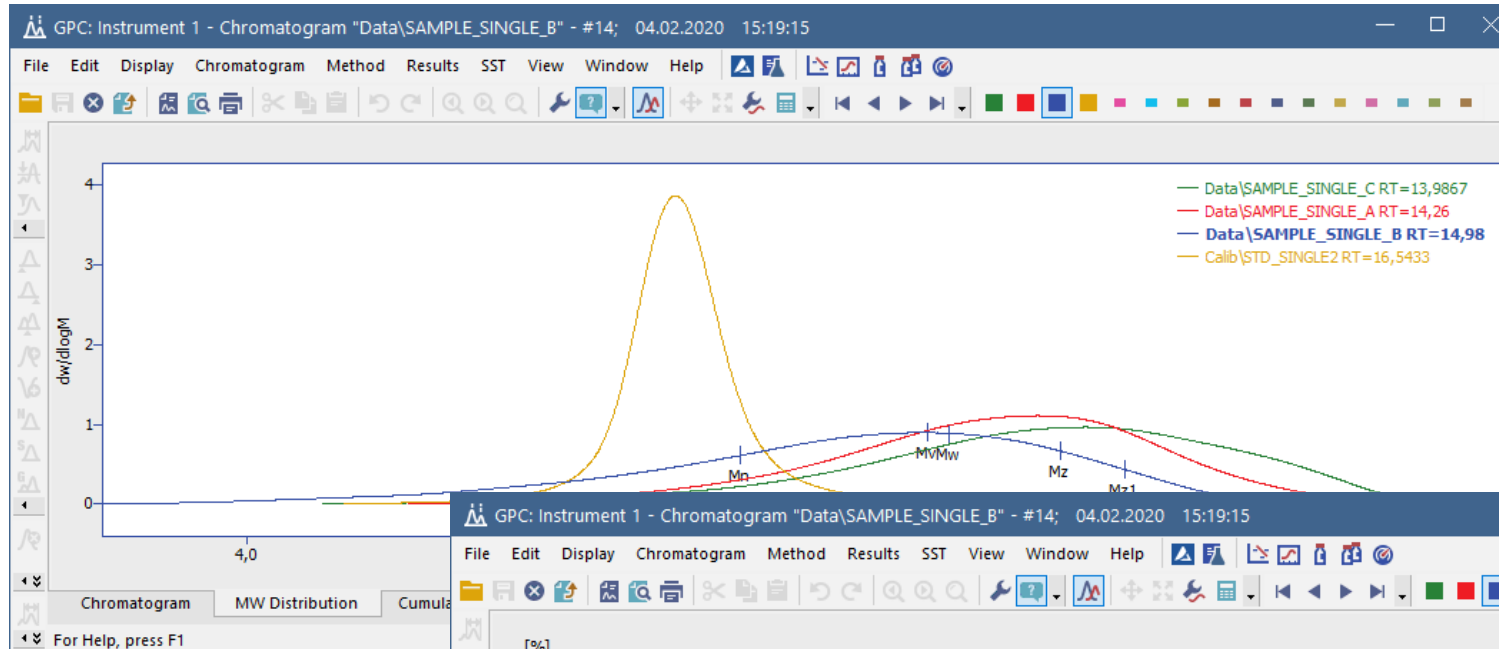 GPC: Instrument 1 - Chromatogram "Data\SAMPLE_SINGLE_B" - #14; 04.02.2020 15:19:15
File Edit Display Chromatogram Method Results SST View Window Help
4
3
2
1
0
dw/dlogM
Data\SAMPLE_SINGLE_C RT=13,9867
Data\SAMPLE_SINGLE_A RT=14,26
Data\SAMPLE_SINGLE_B RT=14,98
Calib\STD_SINGLE2 RT=16,5433
Mn
Mv
Mw
Mz
Mz1
4,0
Chromatogram MW Distribution Cumula
For Help, press F1
GPC: Instrument 1 - Chromatogram "Data\SAMPLE_SINGLE_B" - #14; 04.02.2020 15:19:15
File Edit Display Chromatogram Method Results SST View Window Help
[%]